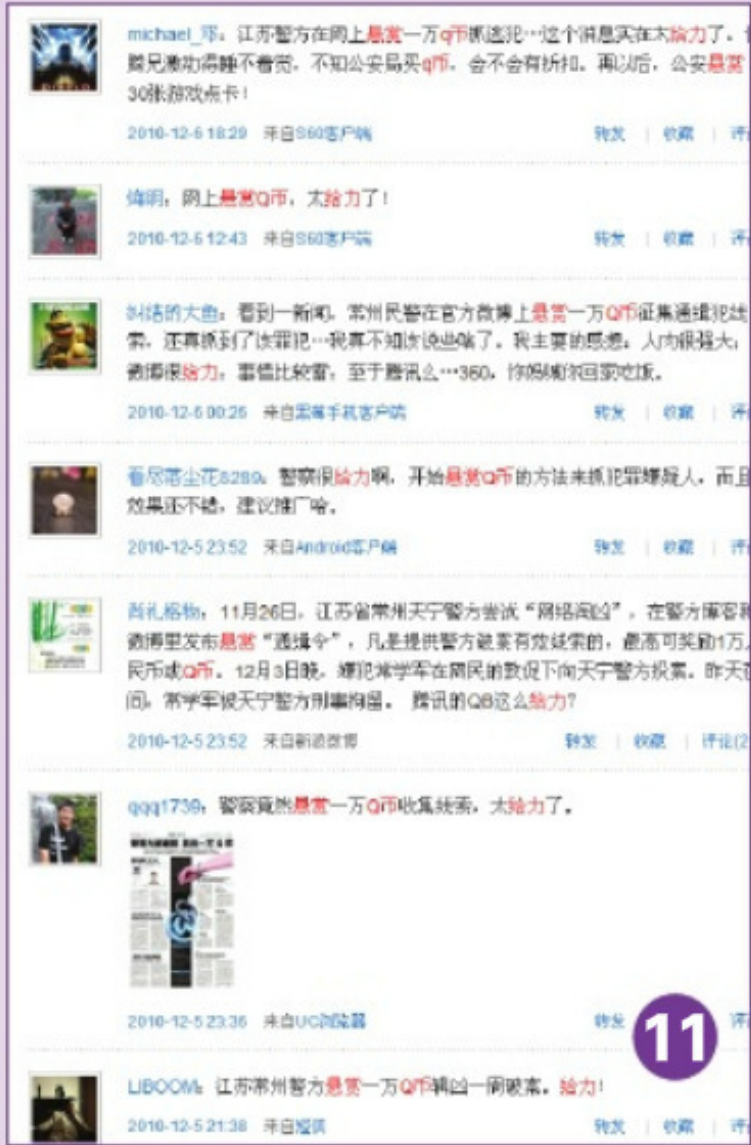 michael_邓：江苏警方在网上悬赏一万q币抓逃犯…这个消息实在太给力了。
腾兄激动得睡不着觉，不知公安局买q币，会不会有折扣。再以后，公安悬赏
30张游戏点卡！
2010-12-6 18:29 来自S60客户端 转发 | 收藏 | 评
炜明：网上悬赏Q币，太给力了！
2010-12-6 12:43 来自S60客户端 转发 | 收藏 | 评
纠结的大鱼：看到一新闻，常州民警在官方微博上悬赏一万Q币征集通缉犯线
索，还真抓到了该罪犯…我真不知该说些啥了。我主要的感想：人肉很强大；
微博很给力；事情比较雷，至于腾讯么…360，你妈喊你回家吃饭。
2010-12-6 00:26 来自黑莓手机客户端 转发 | 收藏 | 评
看尽落尘花8289：警察很给力啊，开始悬赏Q币的方法来抓犯罪嫌疑人，而且
效果还不错，建议推广哈。
2010-12-5 23:52 来自Android客户端 转发 | 收藏 | 评
尚礼格物：11月26日，江苏省常州天宁警方尝试“网络缉凶”，在警方博客和
微博里发布悬赏“通缉令”，凡是提供警方破案有效线索的，最高可奖励1万人
民币或Q币。12月3日晚，嫌犯常学军在网民的敦促下向天宁警方投案。昨天夜
间，常学军被天宁警方刑事拘留。 腾讯的QB这么给力？
2010-12-5 23:52 来自新浪微博 转发 | 收藏 | 评论(2
qqq1739：警察竟然悬赏一万Q币收集线索，太给力了。
2010-12-5 23:36 来自UC浏览器 转发 评
11
LIBOOM：江苏常州警方悬赏一万Q币缉凶一周破案。给力！
2010-12-5 21:38 来自短信 转发 | 收藏 | 评